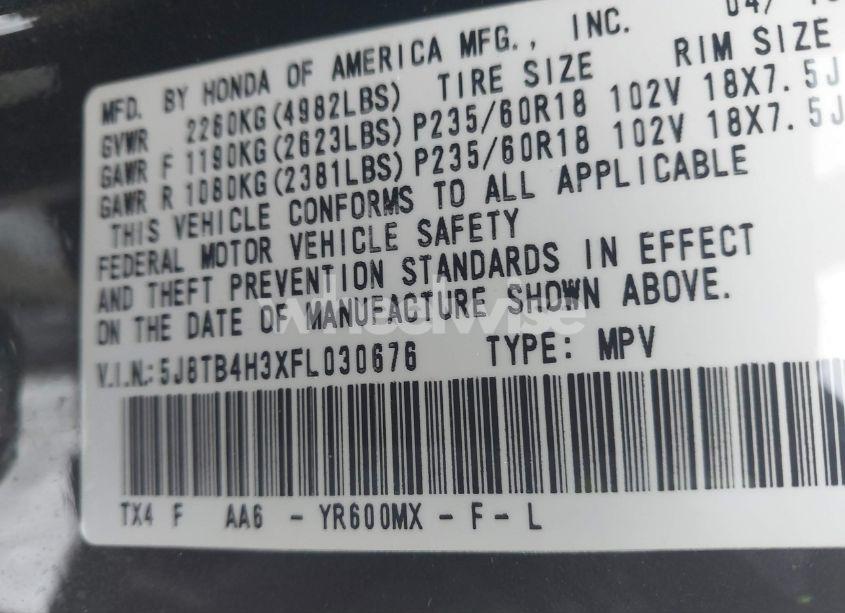 04/
MFD. BY HONDA OF AMERICA MFG., INC.
GVWR 2260KG(4982LBS) TIRE SIZE RIM SIZE
GAWR F 1190KG(2623LBS) P235/60R18 102V 18X7.5J
GAWR R 1080KG(2381LBS) P235/60R18 102V 18X7.5J
THIS VEHICLE CONFORMS TO ALL APPLICABLE
FEDERAL MOTOR VEHICLE SAFETY
AND THEFT PREVENTION STANDARDS IN EFFECT
ON THE DATE OF MANUFACTURE SHOWN ABOVE.
wheelwise
V.I.N.: 5J8TB4H3XFL030676 TYPE: MPV
TX4 F AA6 - YR600MX - F - L